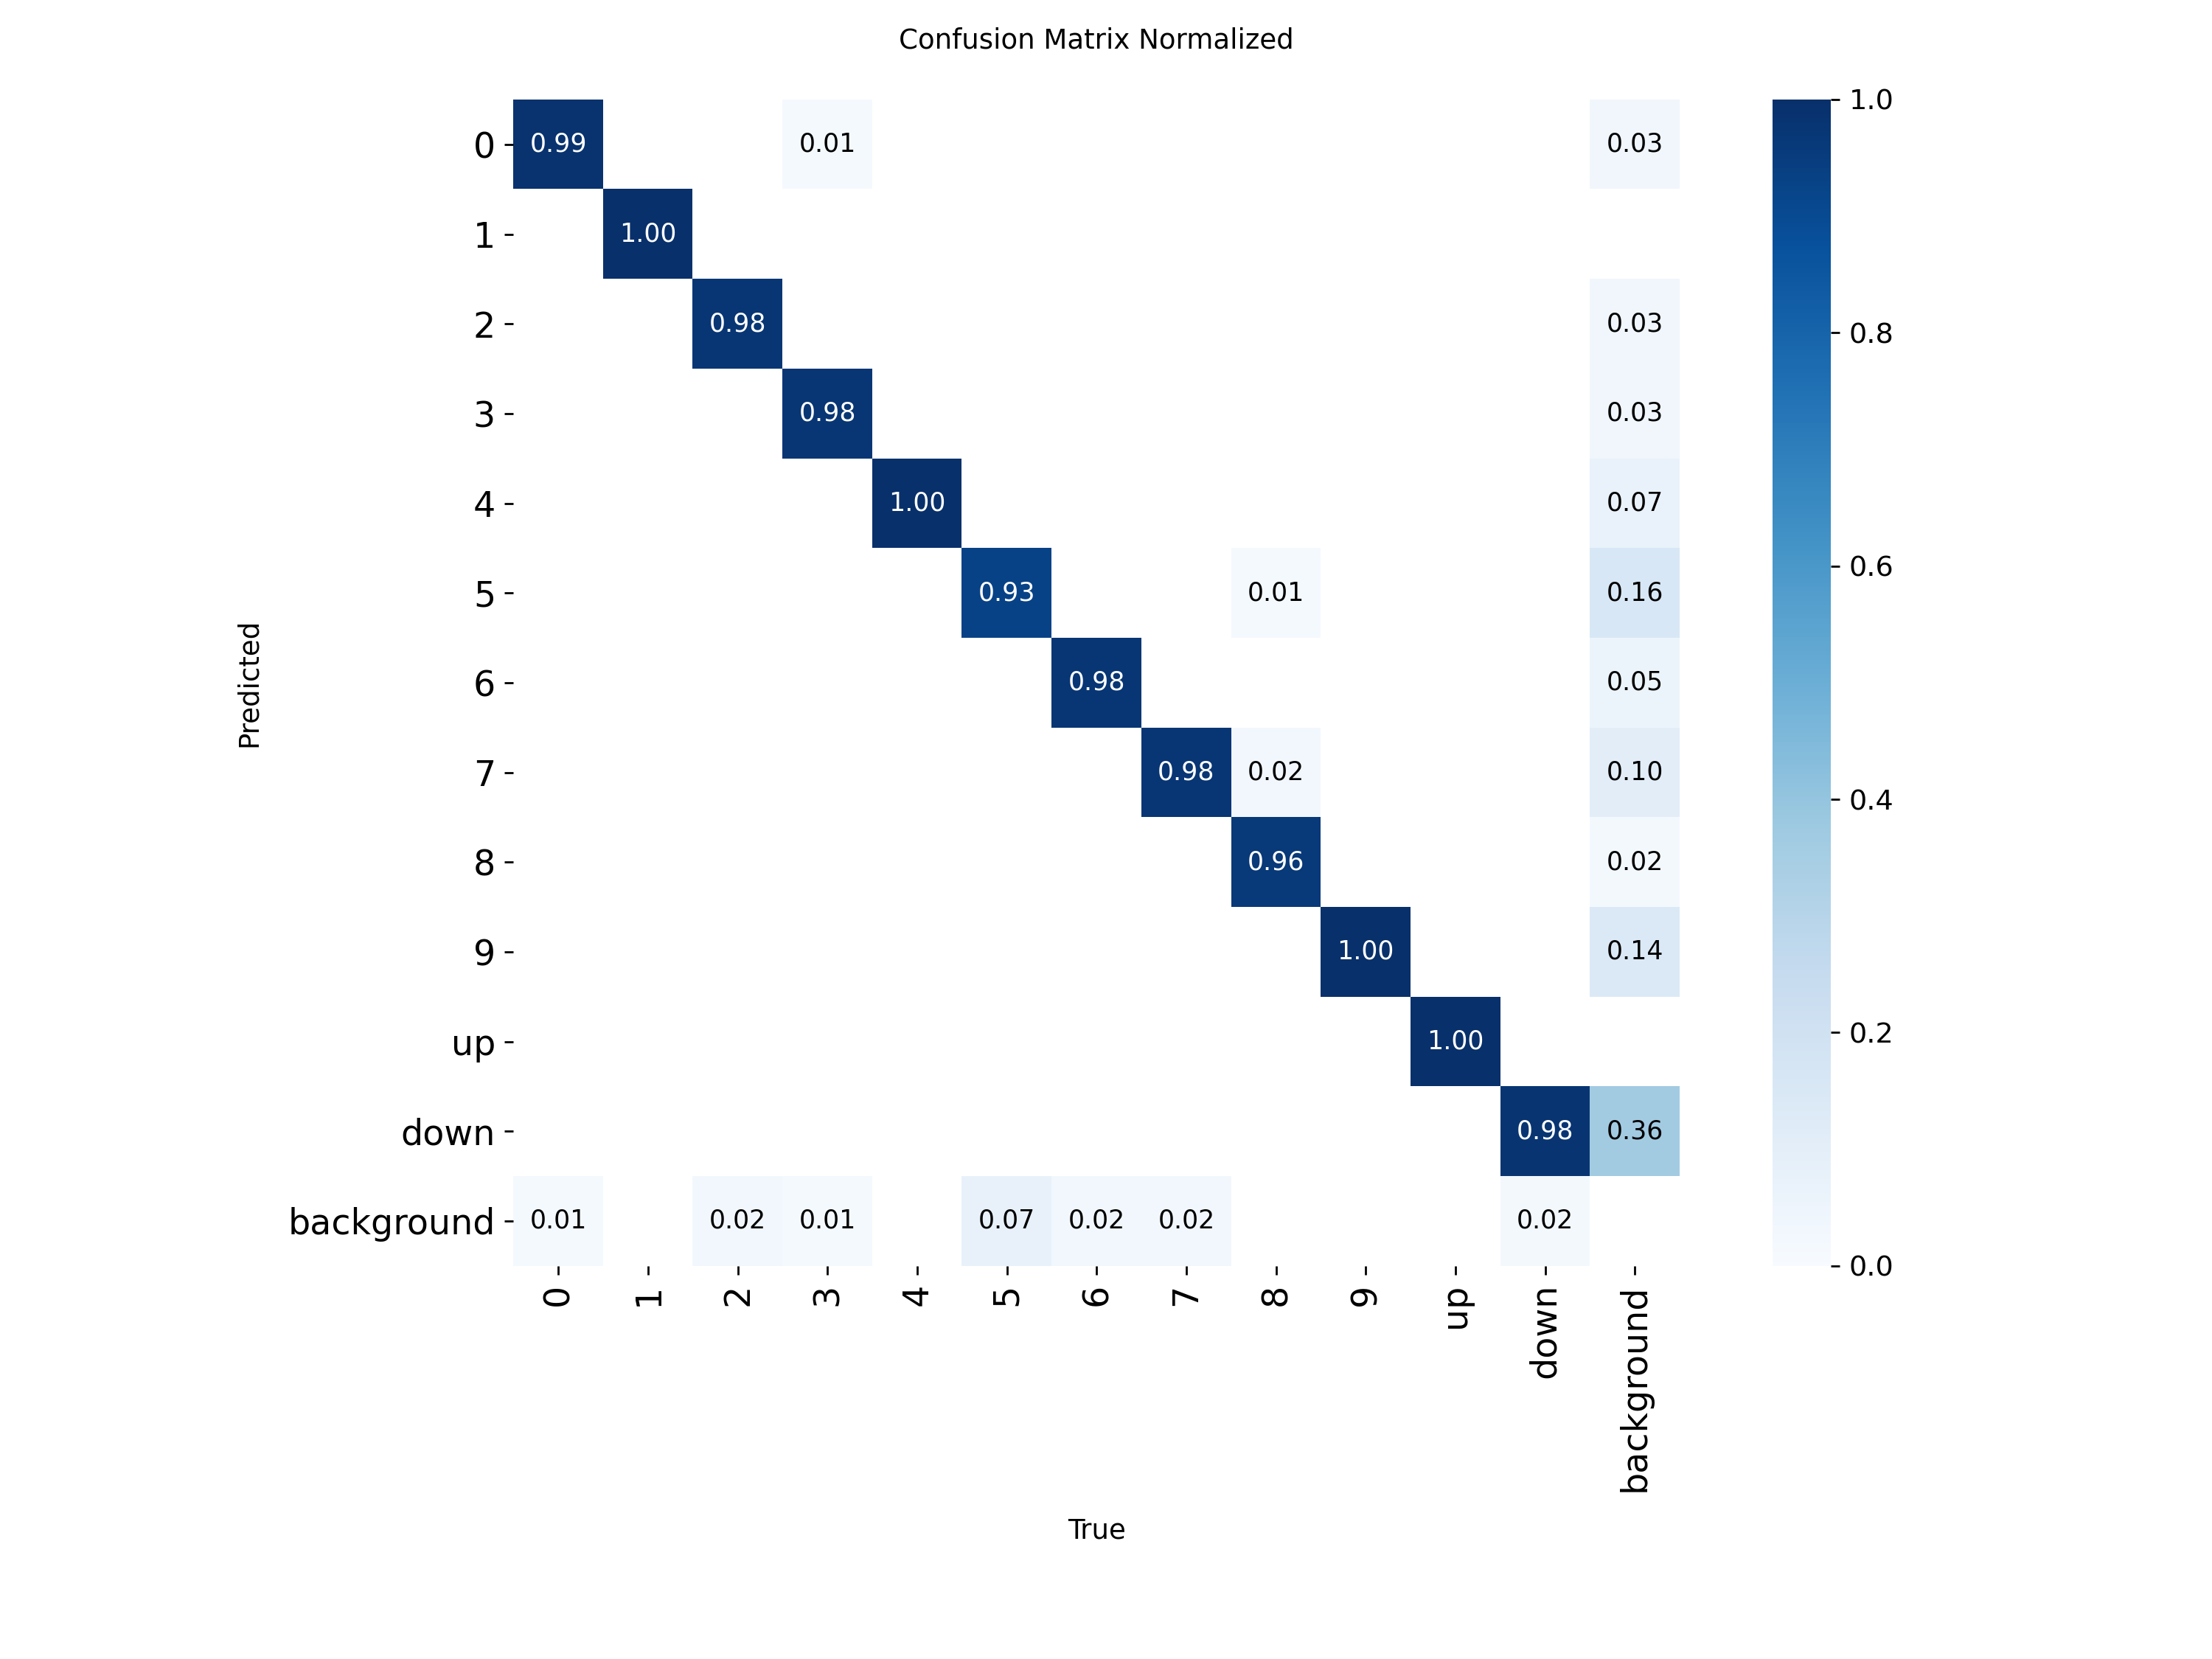 Confusion Matrix Normalized
0 0.99 0.01 0.03 1.0
1 1.00
2 0.98 0.03 0.8
3 0.98 0.03
4 1.00 0.07
5 0.93 0.01 0.16 0.6
6 0.98 0.05
7 0.98 0.02 0.10 0.4
8 0.96 0.02
9 1.00 0.14
up 1.00 0.2
down 0.98 0.36
background 0.01 0.02 0.01 0.07 0.02 0.02 0.02 0.0
0 1 2 3 4 5 6 7 8 9 up down background
Predicted
True